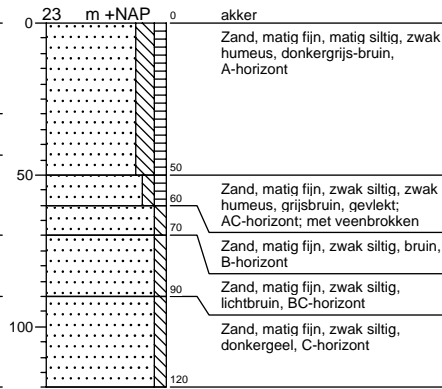 23 m +NAP
0 0 akker
Zand, matig fijn, matig siltig, zwak
humeus, donkergrijs-bruin,
A-horizont
50 50
Zand, matig fijn, zwak siltig, zwak
humeus, grijsbruin, gevlekt;
AC-horizont; met veenbrokken
60
Zand, matig fijn, zwak siltig, bruin,
B-horizont
70
Zand, matig fijn, zwak siltig,
lichtbruin, BC-horizont
90
Zand, matig fijn, zwak siltig,
donkergeel, C-horizont
100
120